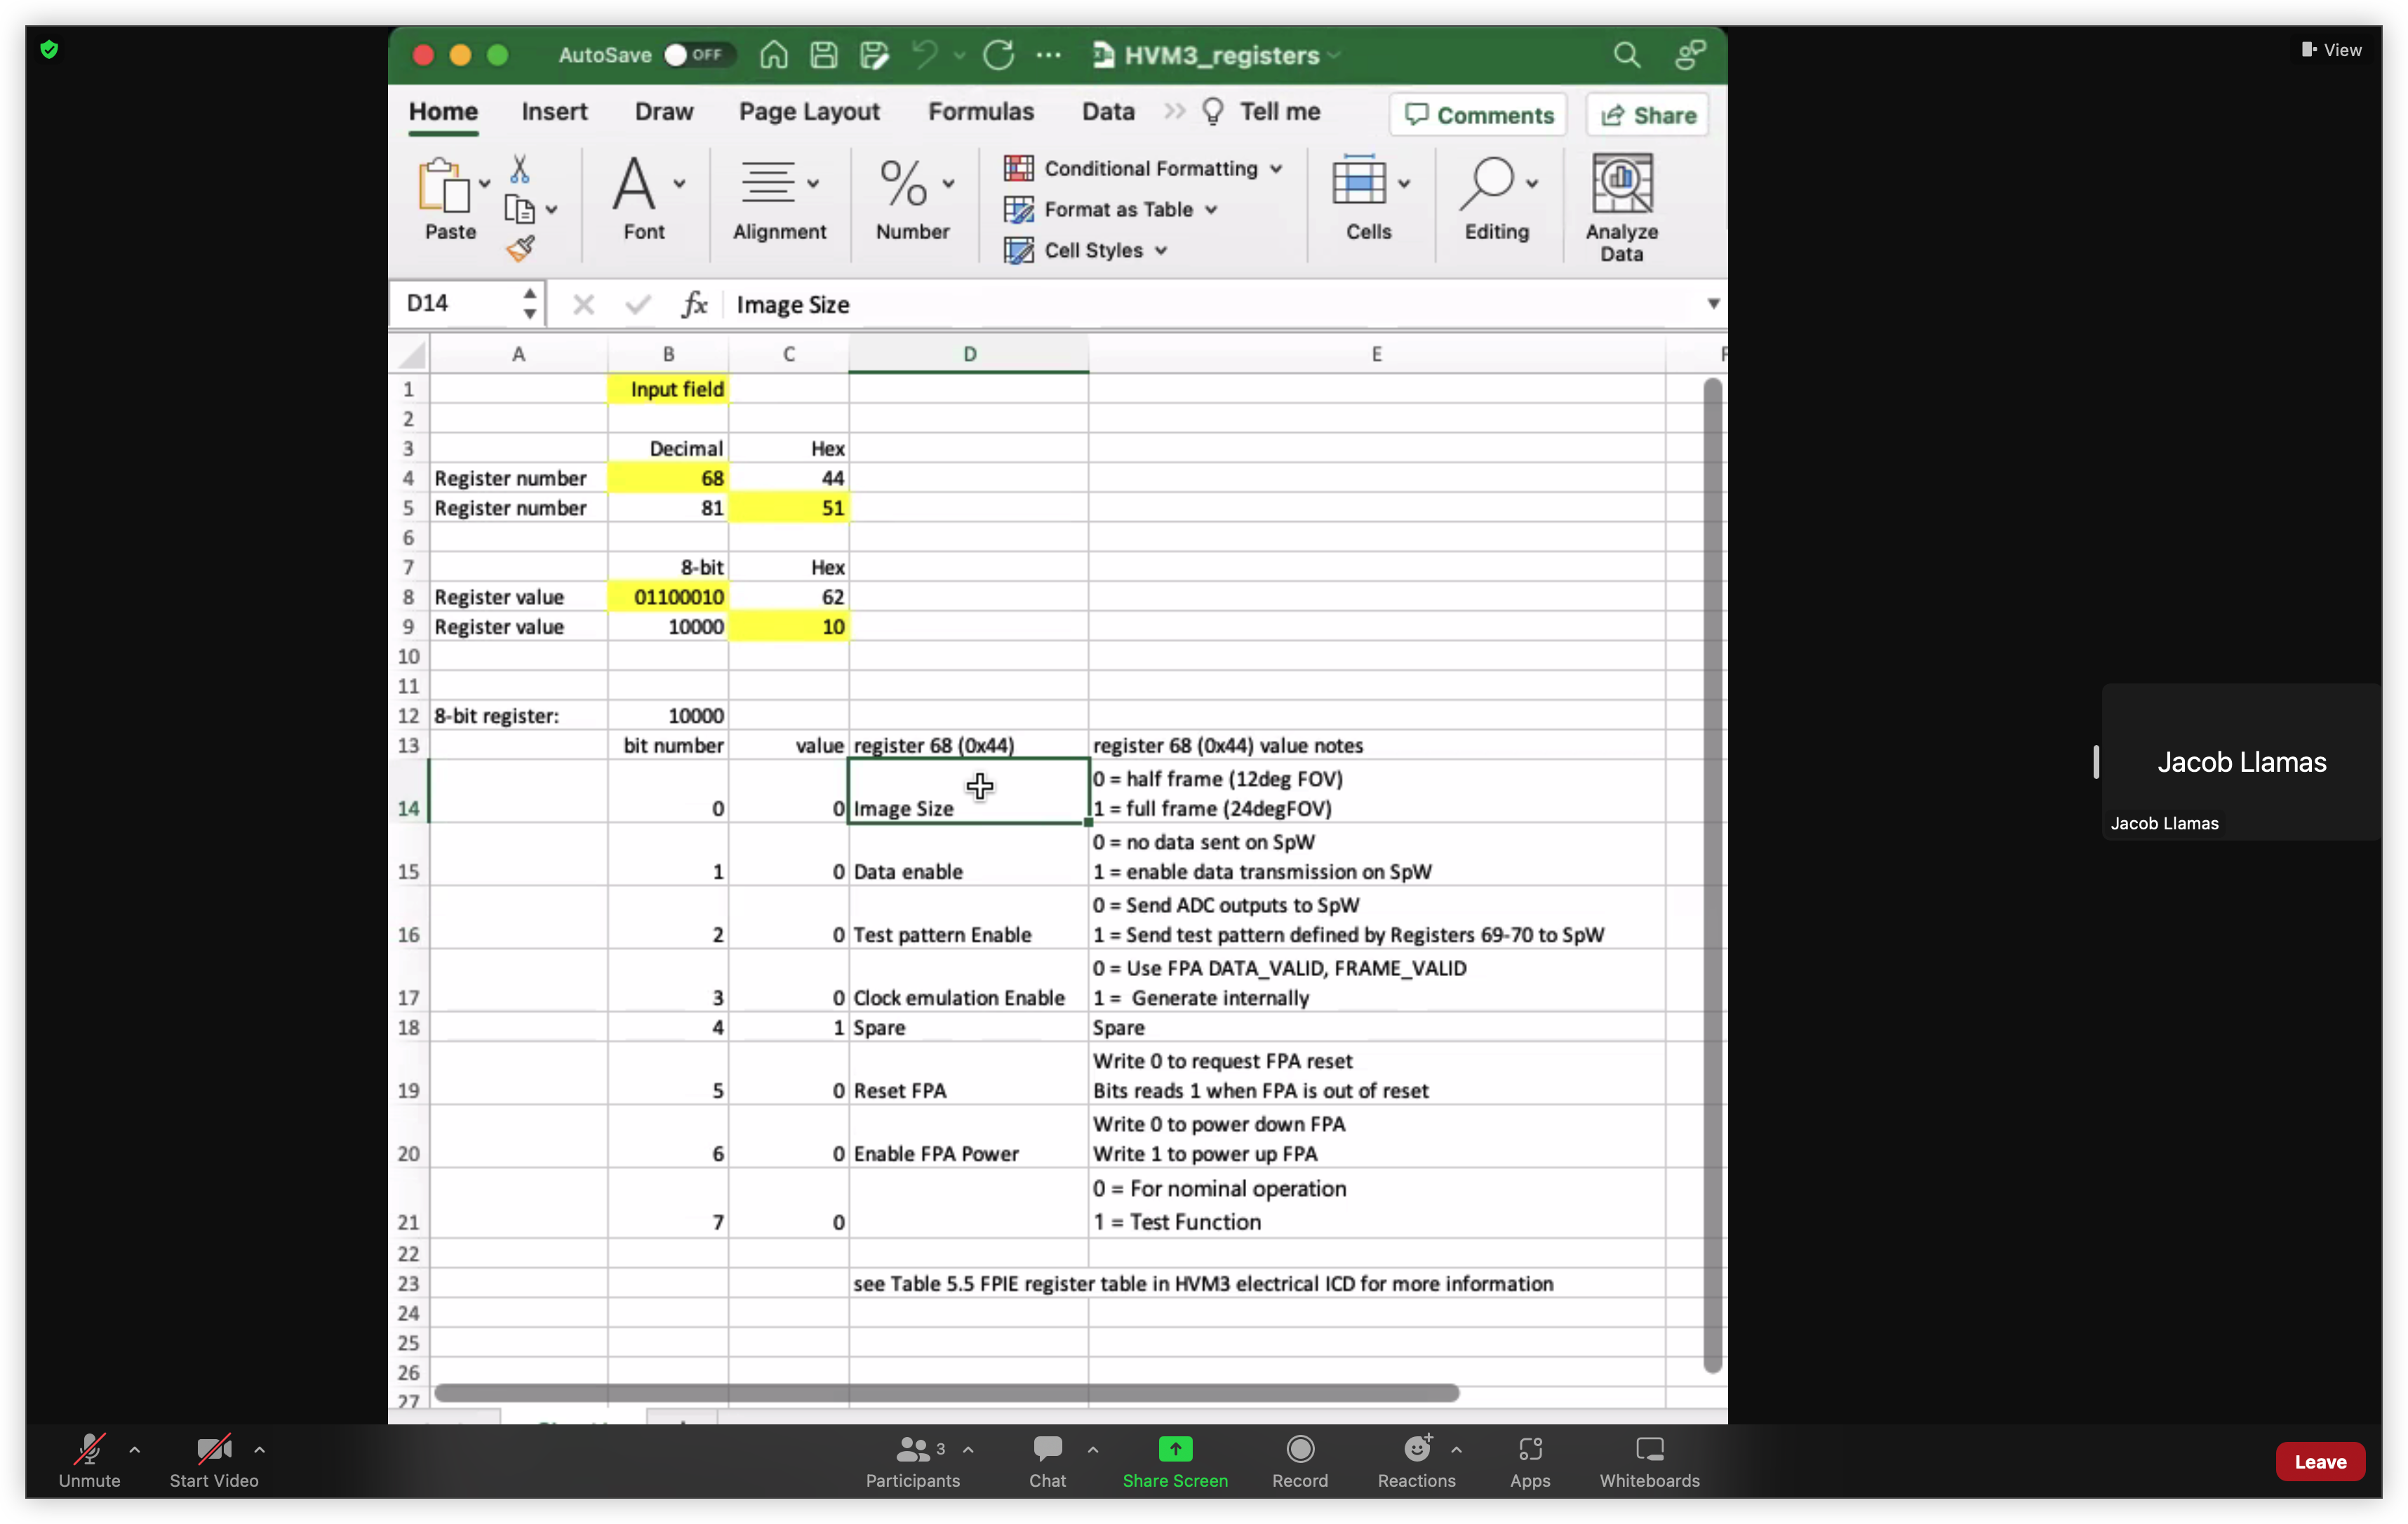 View
AutoSave OFF HVM3_registers
Home Insert Draw Page Layout Formulas Data Tell me Comments Share
Paste Font Alignment Number Conditional Formatting Format as Table Cell Styles Cells Editing Analyze Data
D14 fx Image Size
A B C D E
1 Input field
2
3 Decimal Hex
4 Register number 68 44
5 Register number 81 51
6
7 8-bit Hex
8 Register value 01100010 62
9 Register value 10000 10
10
11
12 8-bit register: 10000
13 bit number value register 68 (0x44) register 68 (0x44) value notes
0 = half frame (12deg FOV)
14 0 0 Image Size 1 = full frame (24degFOV)
0 = no data sent on SpW
15 1 0 Data enable 1 = enable data transmission on SpW
0 = Send ADC outputs to SpW
16 2 0 Test pattern Enable 1 = Send test pattern defined by Registers 69-70 to SpW
0 = Use FPA DATA_VALID, FRAME_VALID
17 3 0 Clock emulation Enable 1 = Generate internally
18 4 1 Spare Spare
Write 0 to request FPA reset
19 5 0 Reset FPA Bits reads 1 when FPA is out of reset
Write 0 to power down FPA
20 6 0 Enable FPA Power Write 1 to power up FPA
0 = For nominal operation
21 7 0 1 = Test Function
22
23 see Table 5.5 FPIE register table in HVM3 electrical ICD for more information
24
25
26
27
Jacob Llamas
Jacob Llamas
Unmute Start Video Participants 3 Chat Share Screen Record Reactions Apps Whiteboards Leave